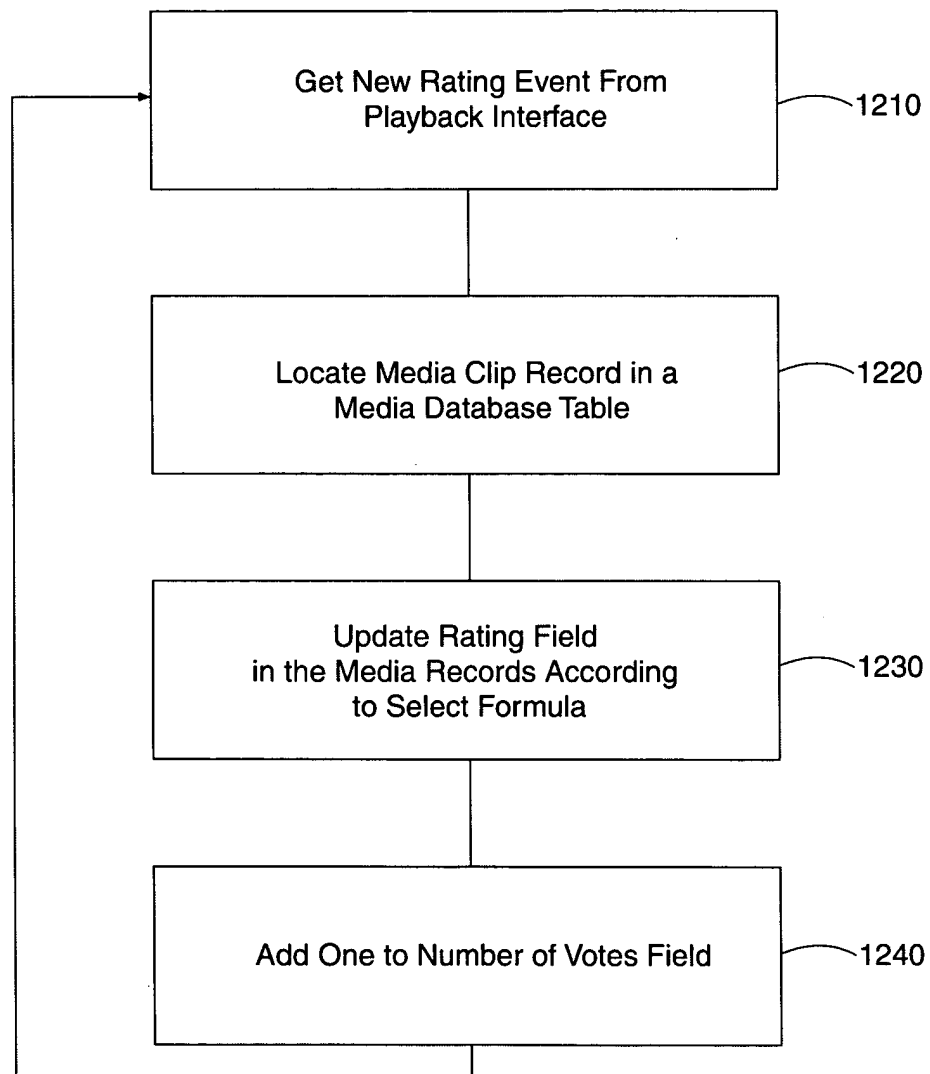 Get New Rating Event From
Playback Interface
1210
Locate Media Clip Record in a
Media Database Table
1220
Update Rating Field
in the Media Records According
to Select Formula
1230
Add One to Number of Votes Field
1240